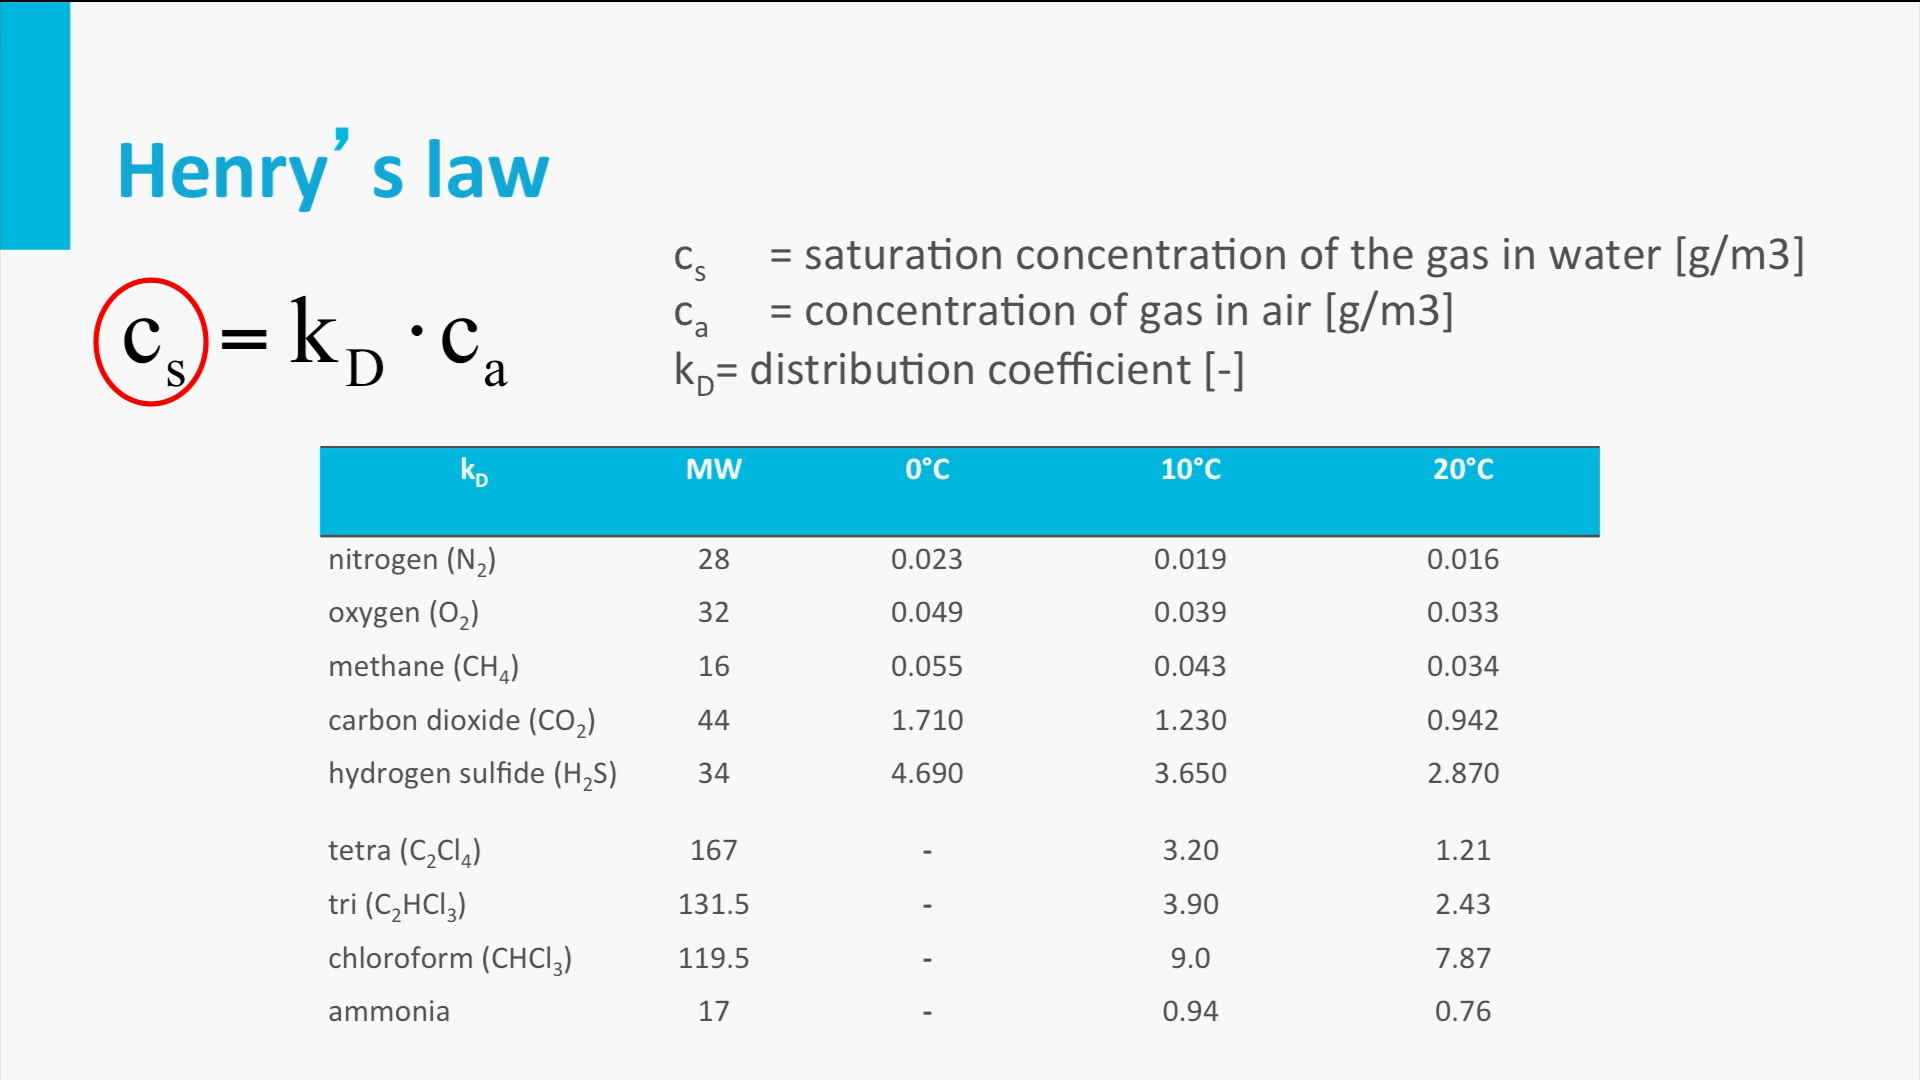 Henry’s law
cs = saturation concentration of the gas in water [g/m3]
ca = concentration of gas in air [g/m3]
kD= distribution coefficient [-]
cs = kD · ca
kD MW 0°C 10°C 20°C
nitrogen (N2) 28 0.023 0.019 0.016
oxygen (O2) 32 0.049 0.039 0.033
methane (CH4) 16 0.055 0.043 0.034
carbon dioxide (CO2) 44 1.710 1.230 0.942
hydrogen sulfide (H2S) 34 4.690 3.650 2.870
tetra (C2Cl4) 167 - 3.20 1.21
tri (C2HCl3) 131.5 - 3.90 2.43
chloroform (CHCl3) 119.5 - 9.0 7.87
ammonia 17 - 0.94 0.76